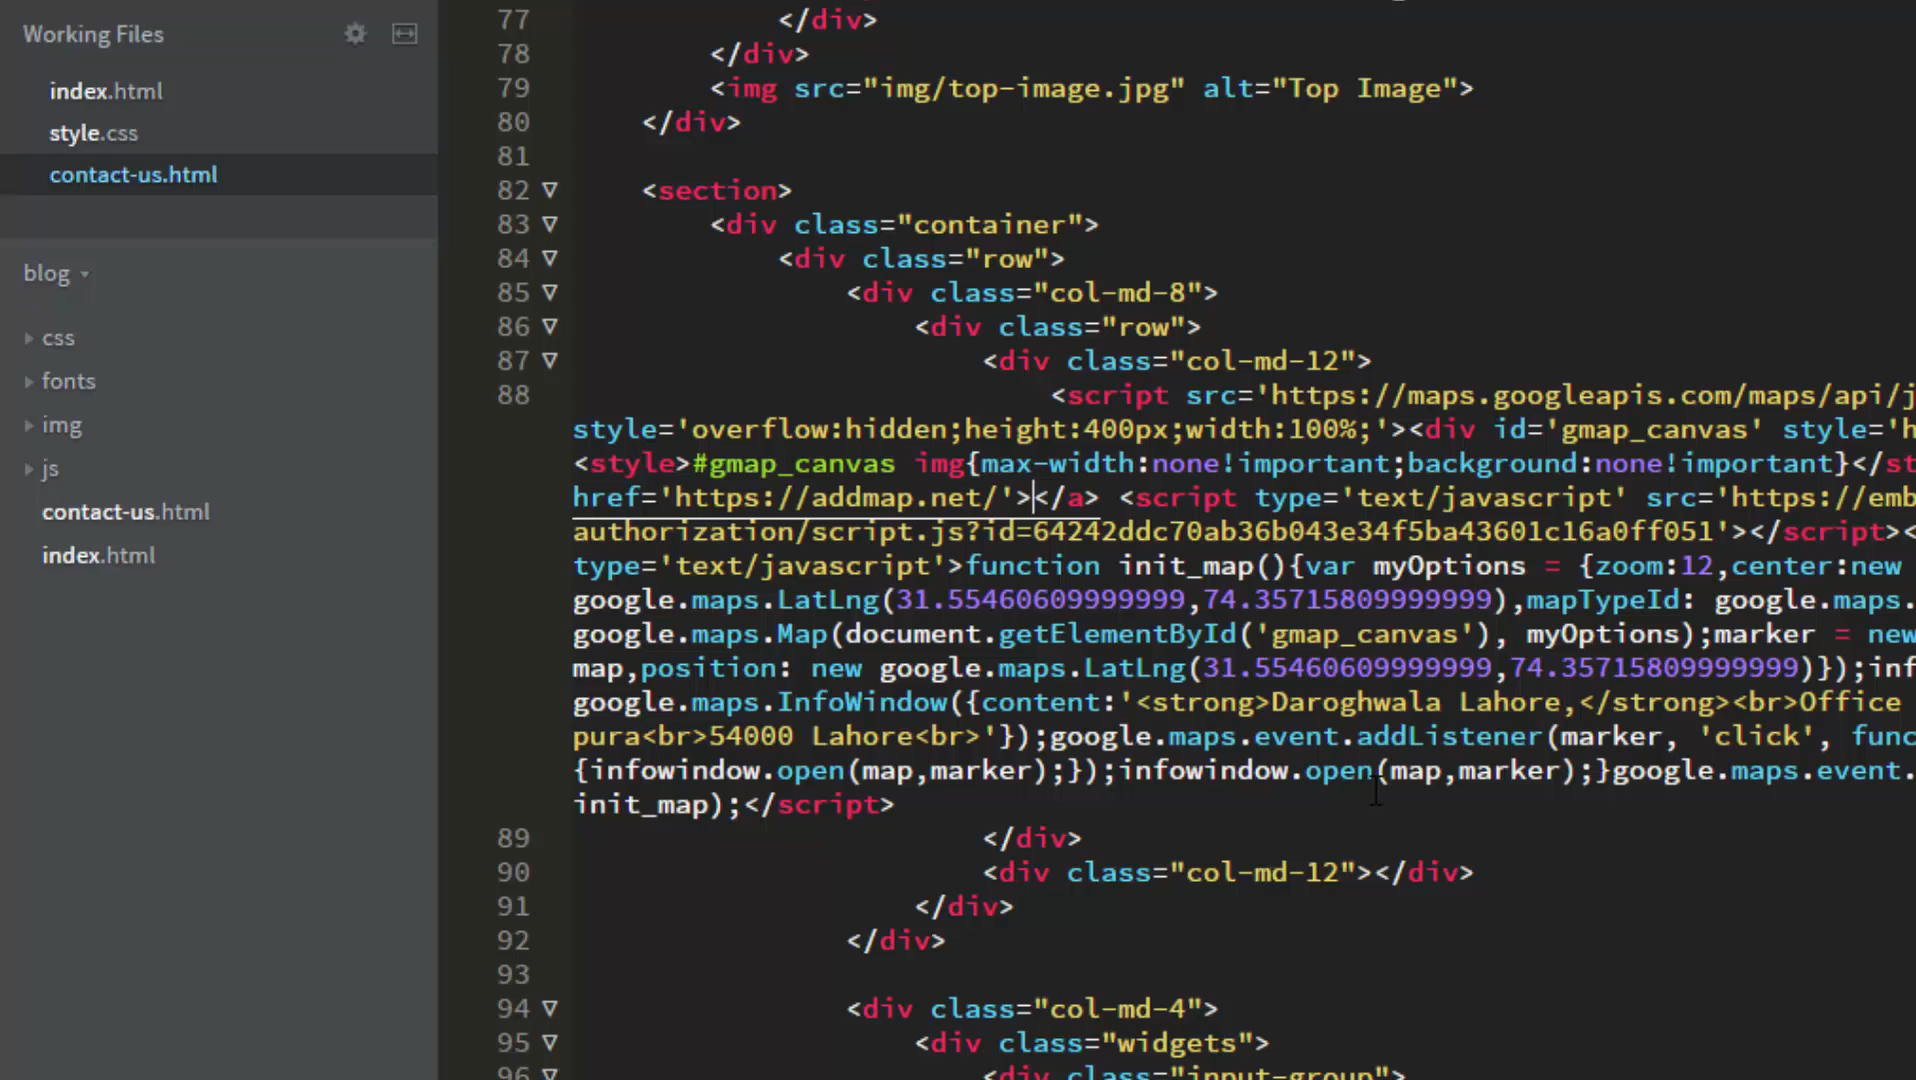 Working Files
index.html
style.css
contact-us.html
blog
css
fonts
img
js
contact-us.html
index.html
77 </div>
78 </div>
79 <img src="img/top-image.jpg" alt="Top Image">
80 </div>
81
82 <section>
83 <div class="container">
84 <div class="row">
85 <div class="col-md-8">
86 <div class="row">
87 <div class="col-md-12">
88 <script src='https://maps.googleapis.com/maps/api/j
style='overflow:hidden;height:400px;width:100%;'><div id='gmap_canvas' style='h
<style>#gmap_canvas img{max-width:none!important;background:none!important}</st
href='https://addmap.net/'></a> <script type='text/javascript' src='https://emb
authorization/script.js?id=64242ddc70ab36b043e34f5ba43601c16a0ff051'></script><
type='text/javascript'>function init_map(){var myOptions = {zoom:12,center:new
google.maps.LatLng(31.55460609999999,74.35715809999999),mapTypeId: google.maps.
google.maps.Map(document.getElementById('gmap_canvas'), myOptions);marker = new
map,position: new google.maps.LatLng(31.55460609999999,74.35715809999999)});inf
google.maps.InfoWindow({content:'<strong>Daroghwala Lahore,</strong><br>Office
pura<br>54000 Lahore<br>'});google.maps.event.addListener(marker, 'click', func
{infowindow.open(map,marker);});infowindow.open(map,marker);}google.maps.event.
init_map);</script>
89 </div>
90 <div class="col-md-12"></div>
91 </div>
92 </div>
93
94 <div class="col-md-4">
95 <div class="widgets">
96 <div class="input-group">